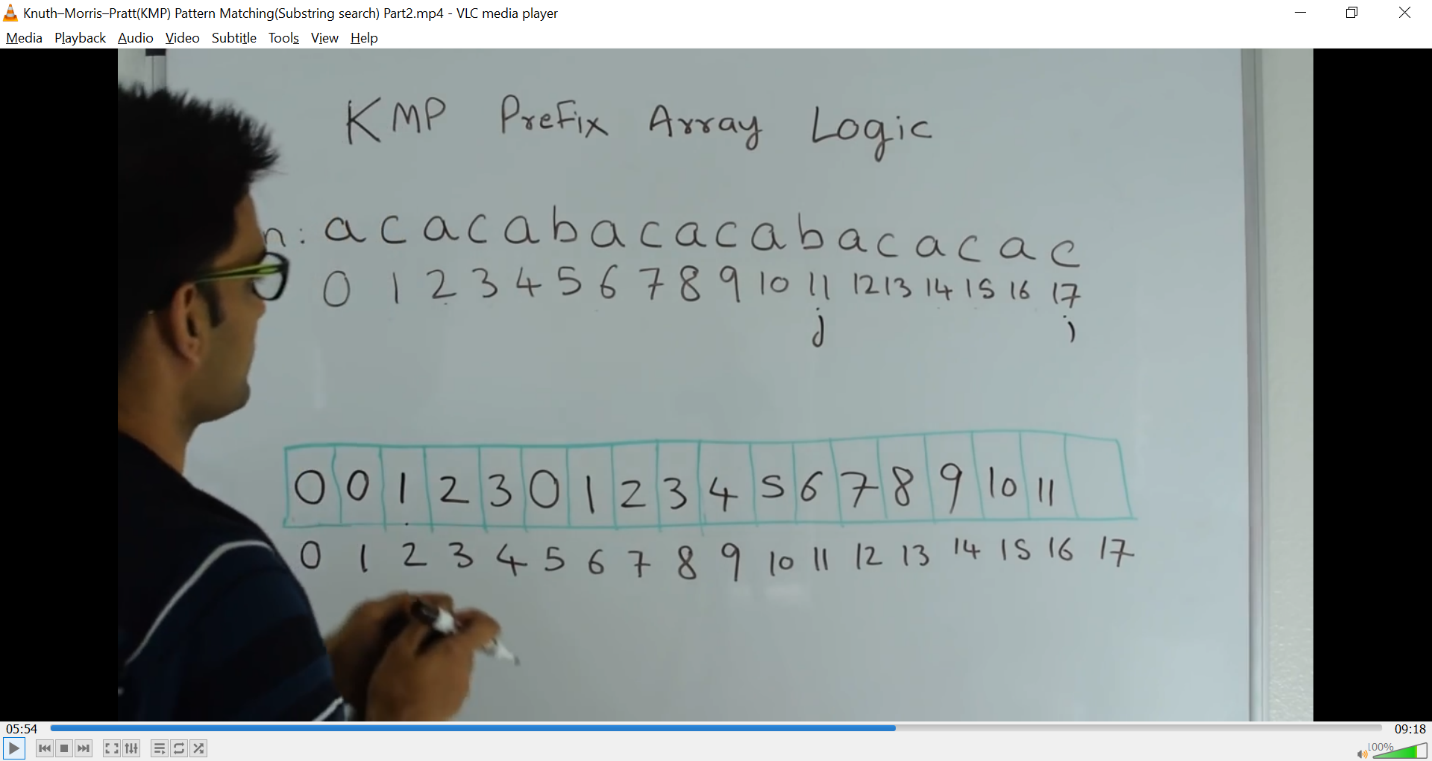 Knuth–Morris–Pratt(KMP) Pattern Matching(Substring search) Part2.mp4 - VLC media player
Media Playback Audio Video Subtitle Tools View Help
KMP Prefix Array Logic
n: a c a c a b a c a c a b a c a c a c
0 1 2 3 4 5 6 7 8 9 10 11 12 13 14 15 16 17
j i
0 0 1 2 3 0 1 2 3 4 5 6 7 8 9 10 11
0 1 2 3 4 5 6 7 8 9 10 11 12 13 14 15 16 17
05:54 09:18
100%